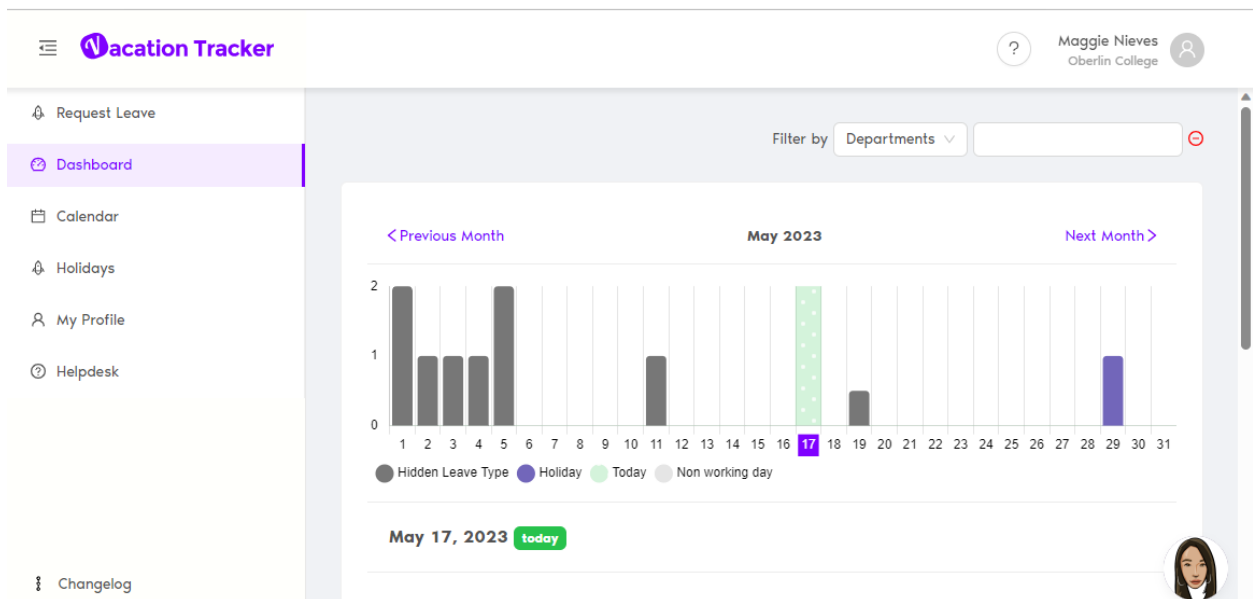 Vacation Tracker
?
Maggie Nieves
Oberlin College
Request Leave
Dashboard
Calendar
Holidays
My Profile
Helpdesk
Changelog
Filter by Departments
Previous Month May 2023 Next Month
2
1
0
1 2 3 4 5 6 7 8 9 10 11 12 13 14 15 16 17 18 19 20 21 22 23 24 25 26 27 28 29 30 31
Hidden Leave Type Holiday Today Non working day
May 17, 2023 today